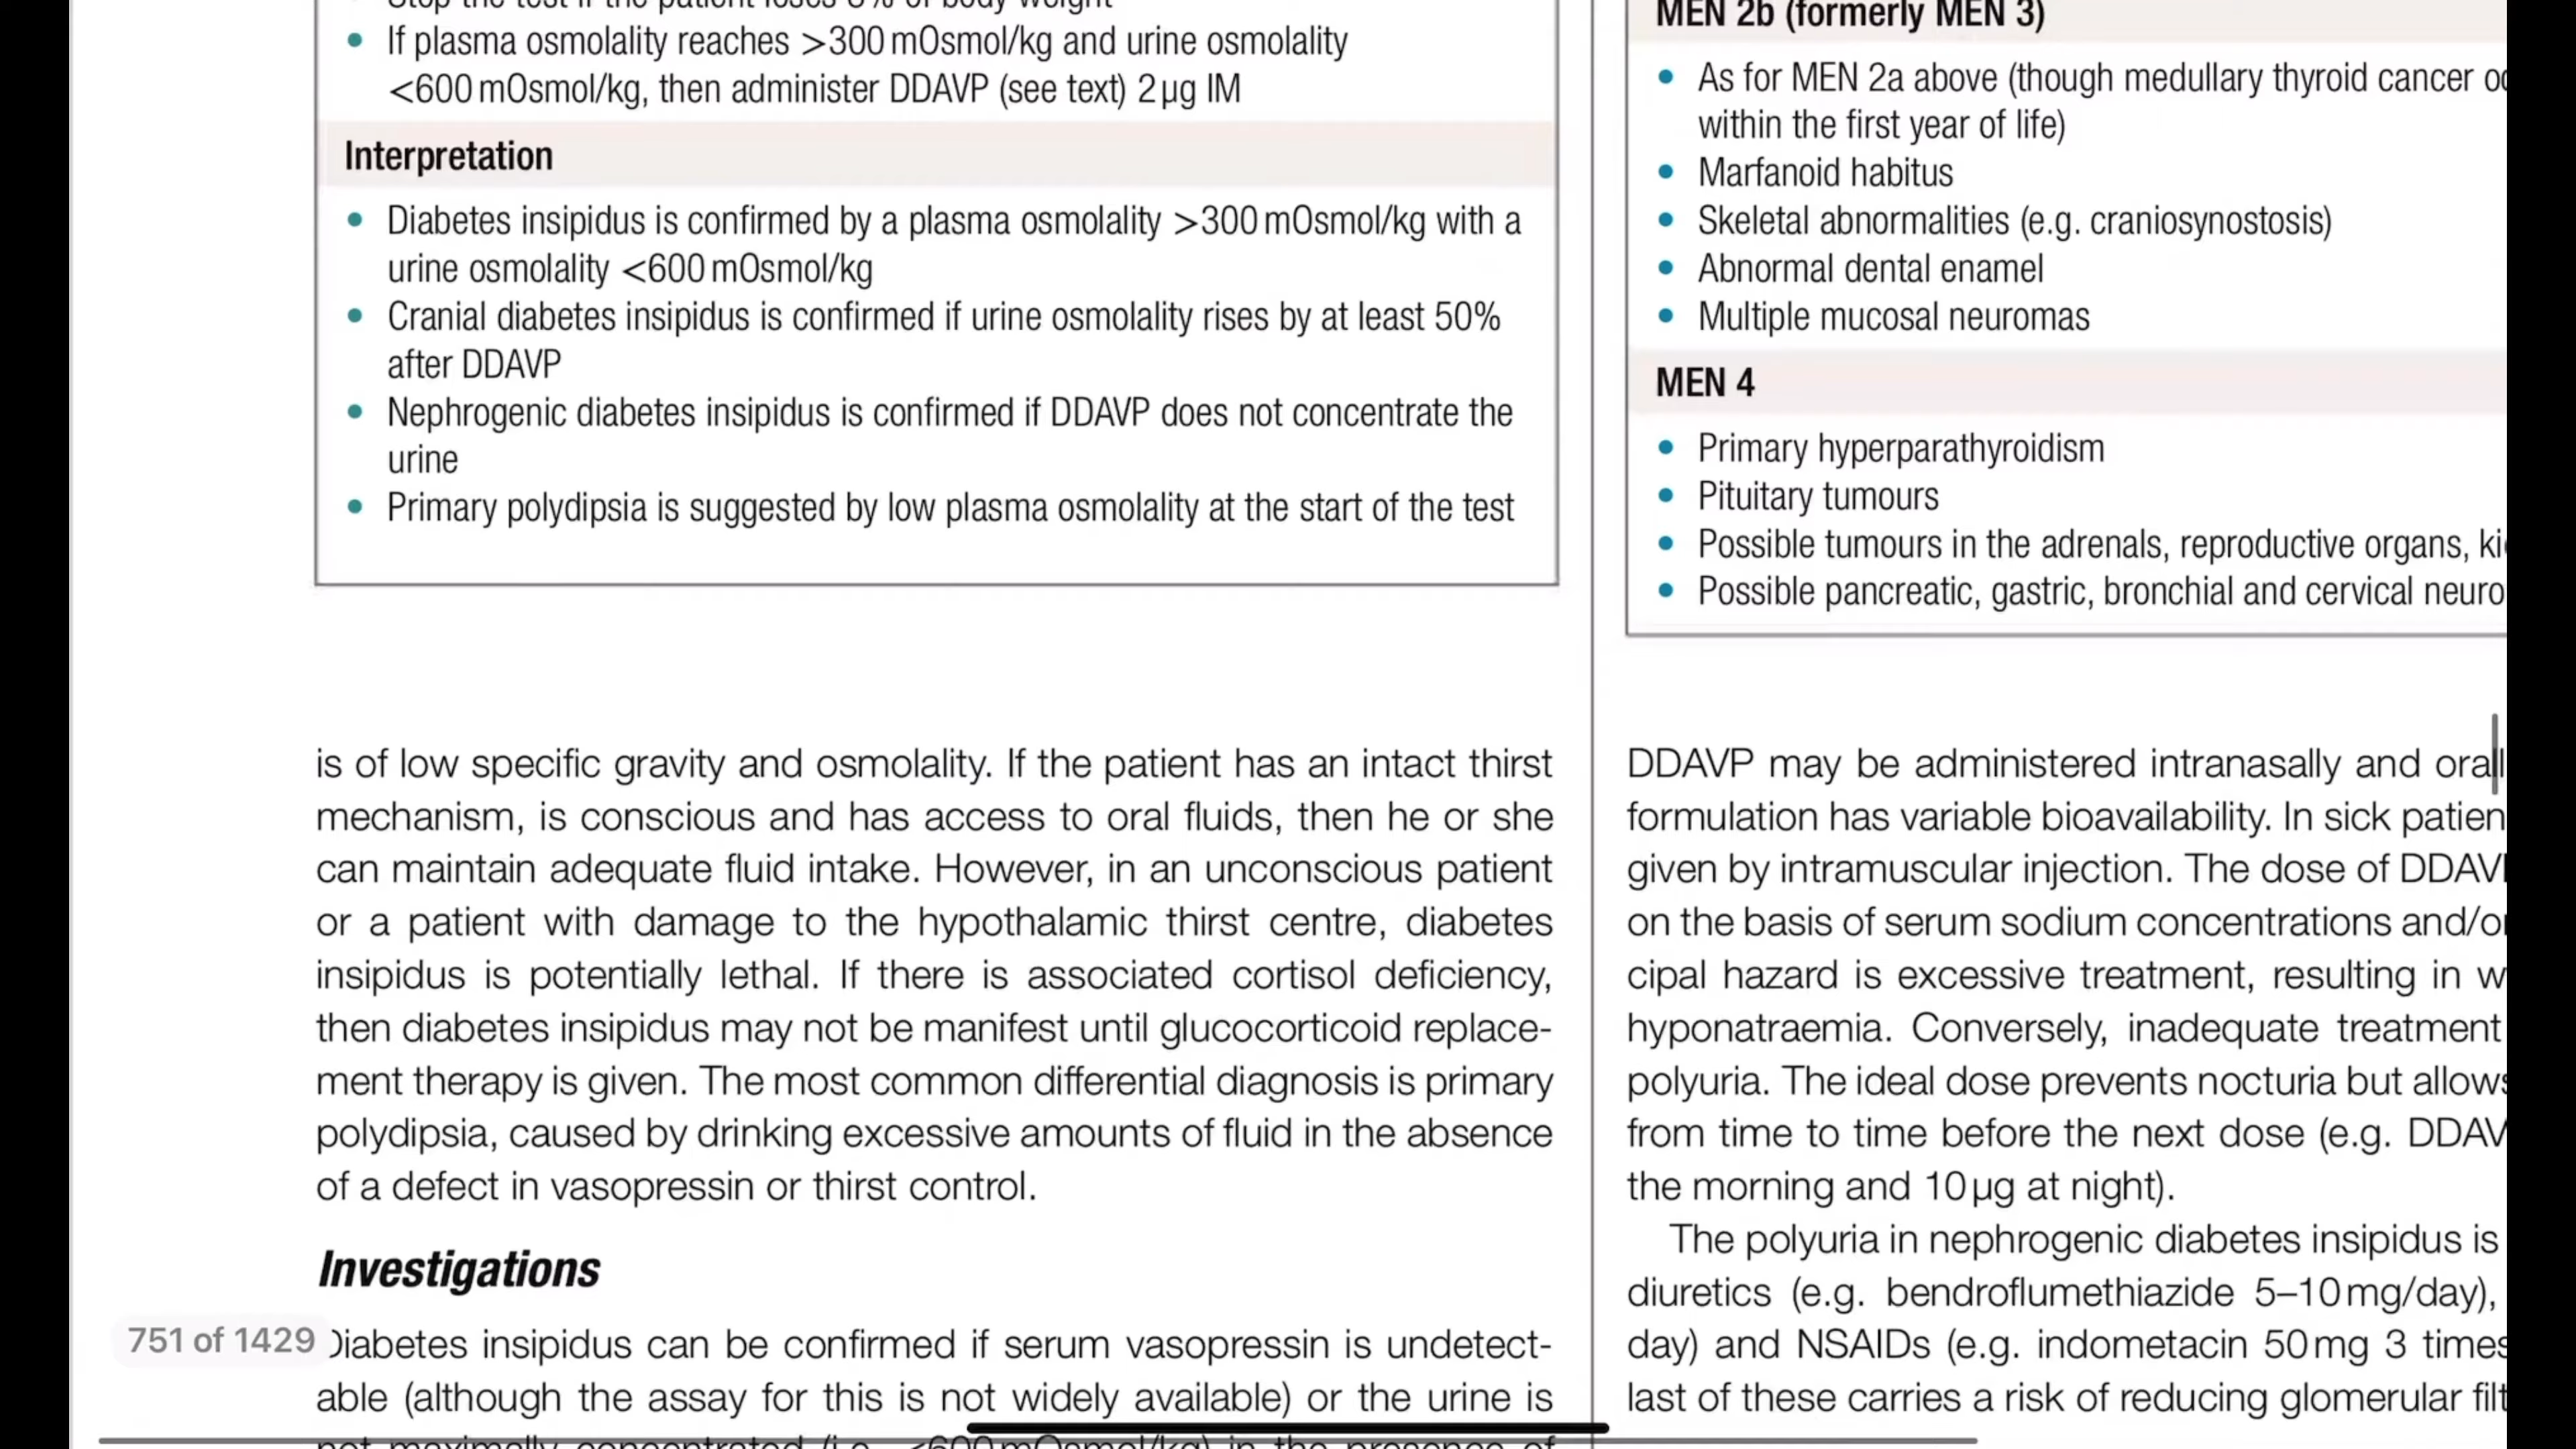 If plasma osmolality reaches >300 mOsmol/kg and urine osmolality
<600 mOsmol/kg, then administer DDAVP (see text) 2 µg IM
Interpretation
Diabetes insipidus is confirmed by a plasma osmolality >300 mOsmol/kg with a
urine osmolality <600 mOsmol/kg
Cranial diabetes insipidus is confirmed if urine osmolality rises by at least 50%
after DDAVP
Nephrogenic diabetes insipidus is confirmed if DDAVP does not concentrate the
urine
Primary polydipsia is suggested by low plasma osmolality at the start of the test
is of low specific gravity and osmolality. If the patient has an intact thirst
mechanism, is conscious and has access to oral fluids, then he or she
can maintain adequate fluid intake. However, in an unconscious patient
or a patient with damage to the hypothalamic thirst centre, diabetes
insipidus is potentially lethal. If there is associated cortisol deficiency,
then diabetes insipidus may not be manifest until glucocorticoid replace-
ment therapy is given. The most common differential diagnosis is primary
polydipsia, caused by drinking excessive amounts of fluid in the absence
of a defect in vasopressin or thirst control.
Investigations
751 of 1429
Diabetes insipidus can be confirmed if serum vasopressin is undetect-
able (although the assay for this is not widely available) or the urine is
MEN 2b (formerly MEN 3)
As for MEN 2a above (though medullary thyroid cancer
within the first year of life)
Marfanoid habitus
Skeletal abnormalities (e.g. craniosynostosis)
Abnormal dental enamel
Multiple mucosal neuromas
MEN 4
Primary hyperparathyroidism
Pituitary tumours
Possible tumours in the adrenals, reproductive organs,
Possible pancreatic, gastric, bronchial and cervical neuro
DDAVP may be administered intranasally and
formulation has variable bioavailability. In sick
given by intramuscular injection. The dose of
on the basis of serum sodium concentrations and/or
cipal hazard is excessive treatment, resulting in
hyponatraemia. Conversely, inadequate treatment
polyuria. The ideal dose prevents nocturia but
from time to time before the next dose (e.g.
the morning and 10 µg at night).
The polyuria in nephrogenic diabetes insipidus is
diuretics (e.g. bendroflumethiazide 5–10 mg/day),
day) and NSAIDs (e.g. indometacin 50 mg 3 times
last of these carries a risk of reducing glomerular